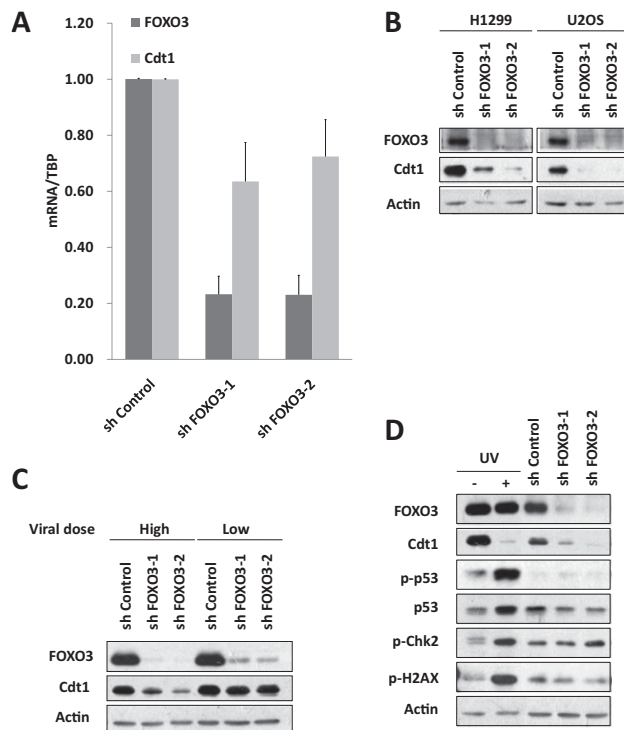 A
FOXO3
Cdt1
1.20
1.00
0.80
0.60
0.40
0.20
0.00
mRNA/TBP
sh Control
sh FOXO3-1
sh FOXO3-2
B
H1299
U2OS
sh Control
sh FOXO3-1
sh FOXO3-2
sh Control
sh FOXO3-1
sh FOXO3-2
FOXO3
Cdt1
Actin
C
Viral dose
High
Low
sh Control
sh FOXO3-1
sh FOXO3-2
sh Control
sh FOXO3-1
sh FOXO3-2
FOXO3
Cdt1
Actin
D
UV
- +
sh Control
sh FOXO3-1
sh FOXO3-2
FOXO3
Cdt1
p-p53
p53
p-Chk2
p-H2AX
Actin